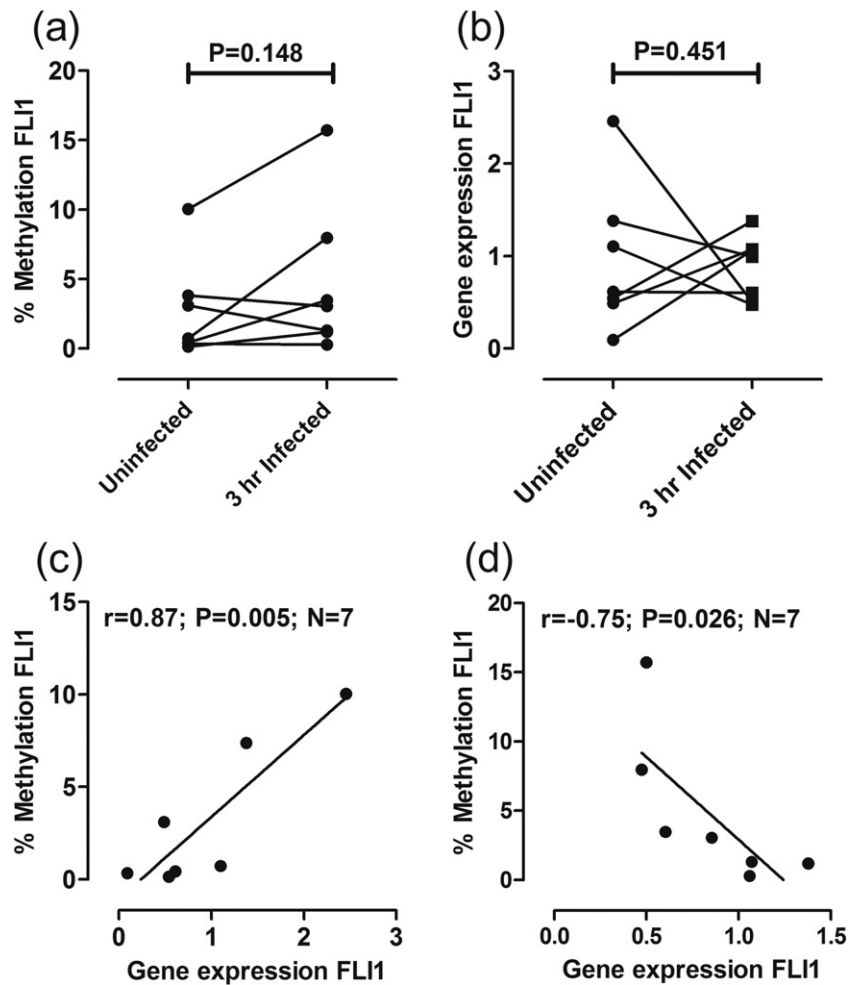 (a)
P=0.148
% Methylation FLI1
20
15
10
5
0
Uninfected
3 hr Infected
(b)
P=0.451
Gene expression FLI1
3
2
1
0
Uninfected
3 hr Infected
(c)
r=0.87; P=0.005; N=7
% Methylation FLI1
15
10
5
0
0 1 2 3
Gene expression FLI1
(d)
r=-0.75; P=0.026; N=7
% Methylation FLI1
20
15
10
5
0
0.0 0.5 1.0 1.5
Gene expression FLI1